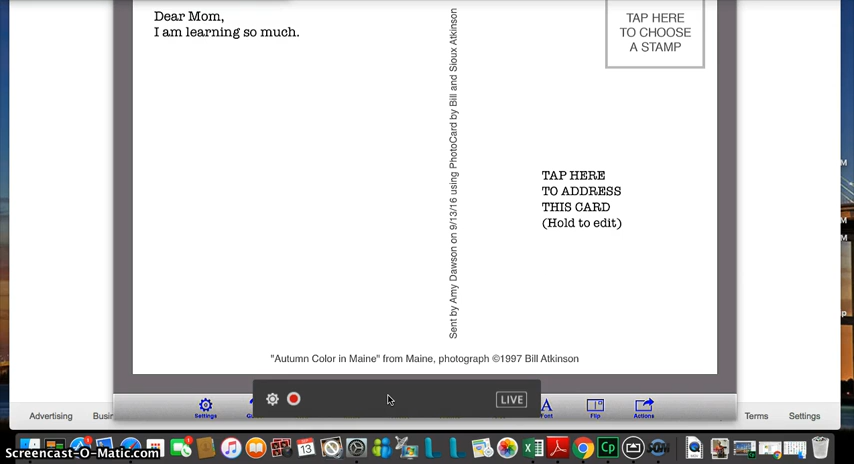 Dear Mom,
I am learning so much.
Sent by Amy Dawson on 9/13/16 using PhotoCard by Bill and Sioux Atkinson
TAP HERE
TO CHOOSE
A STAMP
TAP HERE
TO ADDRESS
THIS CARD
(Hold to edit)
"Autumn Color in Maine" from Maine, photograph ©1997 Bill Atkinson
LIVE
Settings
Font
Flip
Actions
Advertising
Terms
Settings
13
Cp
Screencast-O-Matic.com